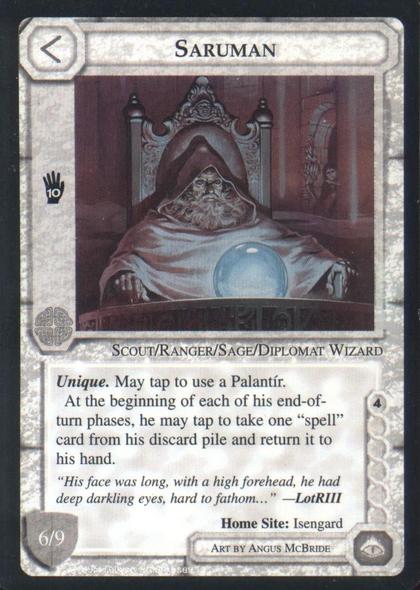 SARUMAN
10
SCOUT/RANGER/SAGE/DIPLOMAT WIZARD
Unique. May tap to use a Palantír.
At the beginning of each of his end-of-
turn phases, he may tap to take one “spell”
card from his discard pile and return it to
his hand.
4
“His face was long, with a high forehead, he had
deep darkling eyes, hard to fathom…” —LotRIII
Home Site: Isengard
6/9
ART BY ANGUS MCBRIDE